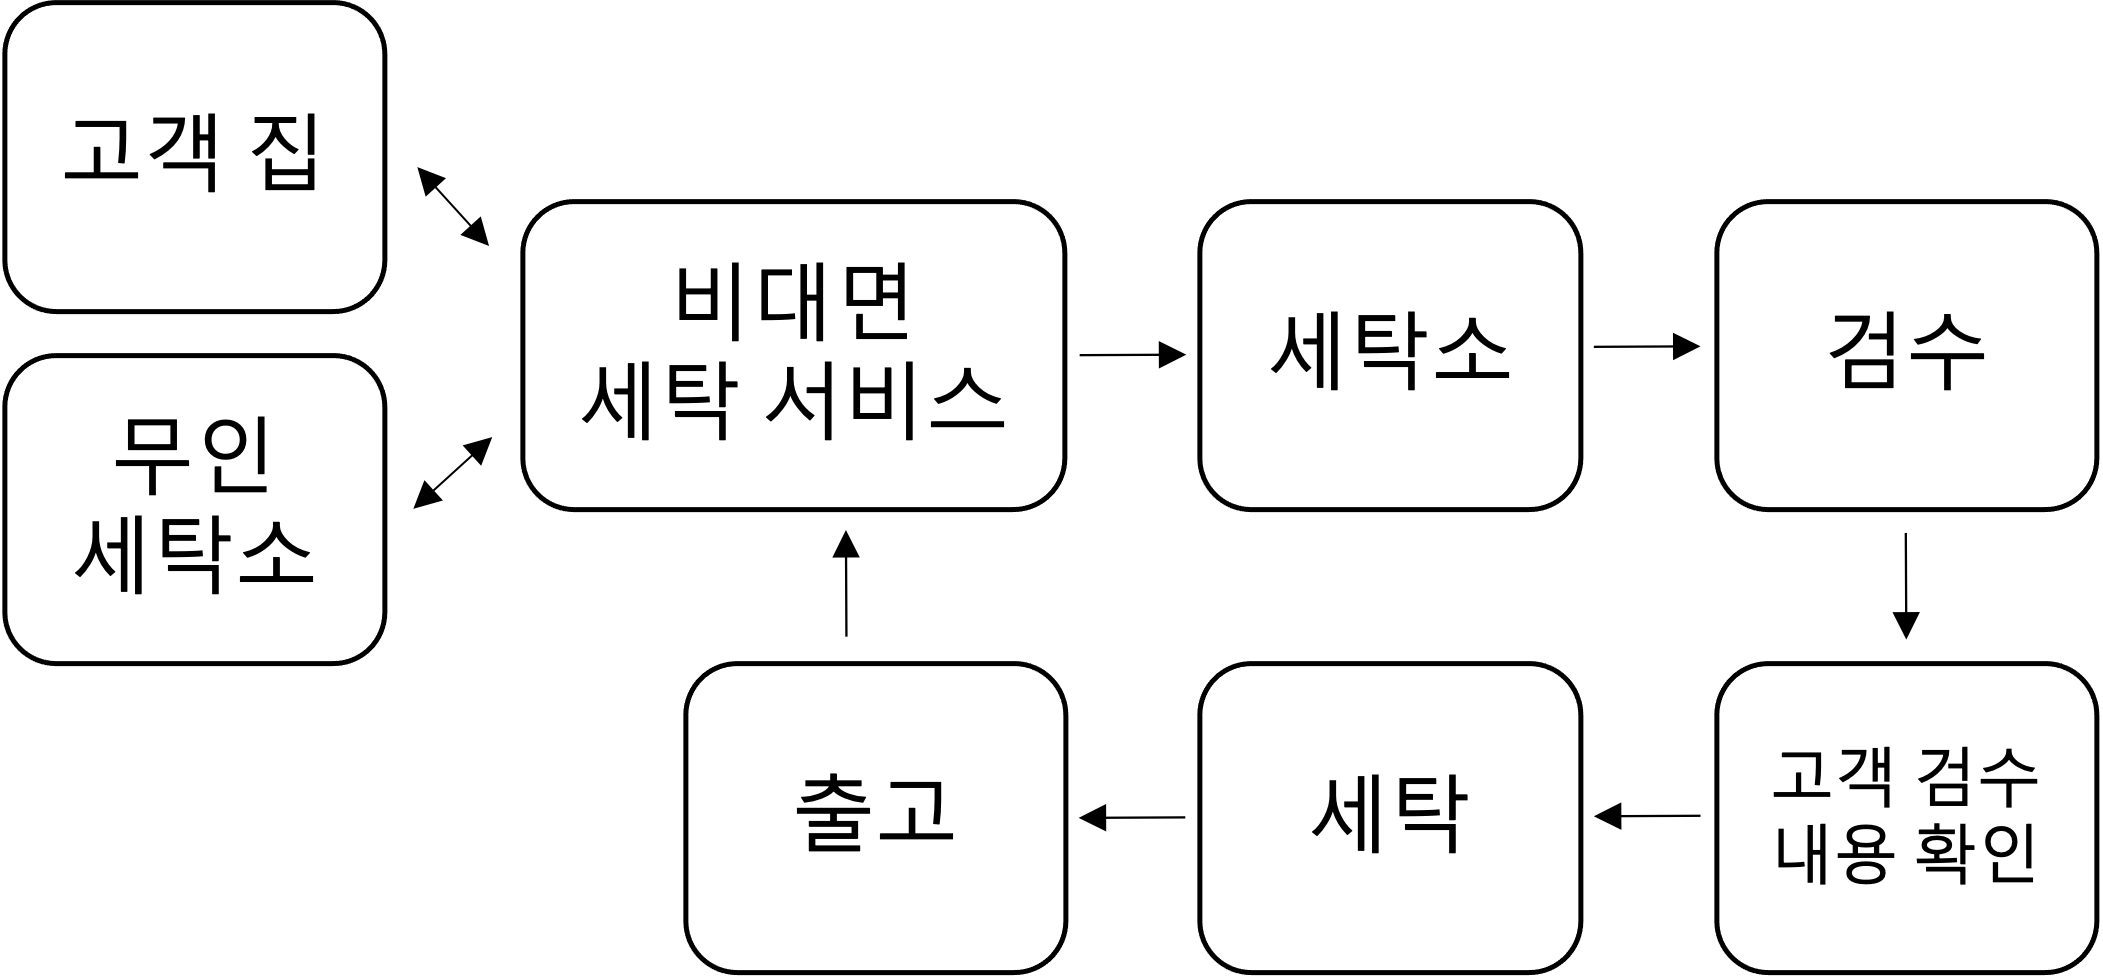 고객 집
무인
세탁소
비대면
세탁 서비스
세탁소
검수
고객 검수
내용 확인
세탁
출고